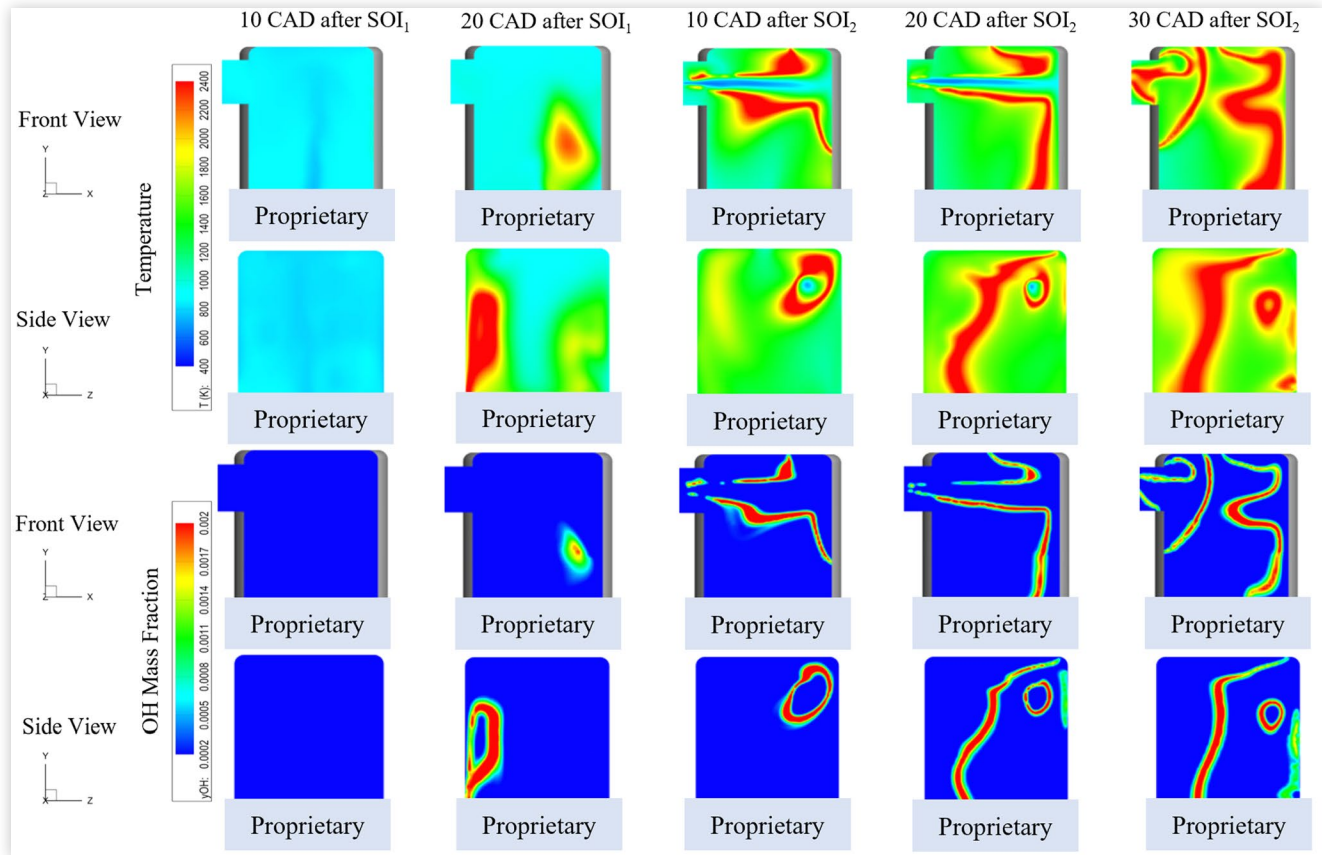 10 CAD after SOI1
20 CAD after SOI1
10 CAD after SOI2
20 CAD after SOI2
30 CAD after SOI2
Front View
Y
Z
X
Proprietary
Proprietary
Proprietary
Proprietary
Proprietary
Temperature
T (K): 400 600 800 1000 1200 1400 1600 1800 2000 2200 2400
Side View
Y
X
Z
Proprietary
Proprietary
Proprietary
Proprietary
Proprietary
Front View
Y
Z
X
Proprietary
Proprietary
Proprietary
Proprietary
Proprietary
OH Mass Fraction
yOH: 0.0002 0.0005 0.0008 0.0011 0.0014 0.0017 0.002
Side View
Y
X
Z
Proprietary
Proprietary
Proprietary
Proprietary
Proprietary